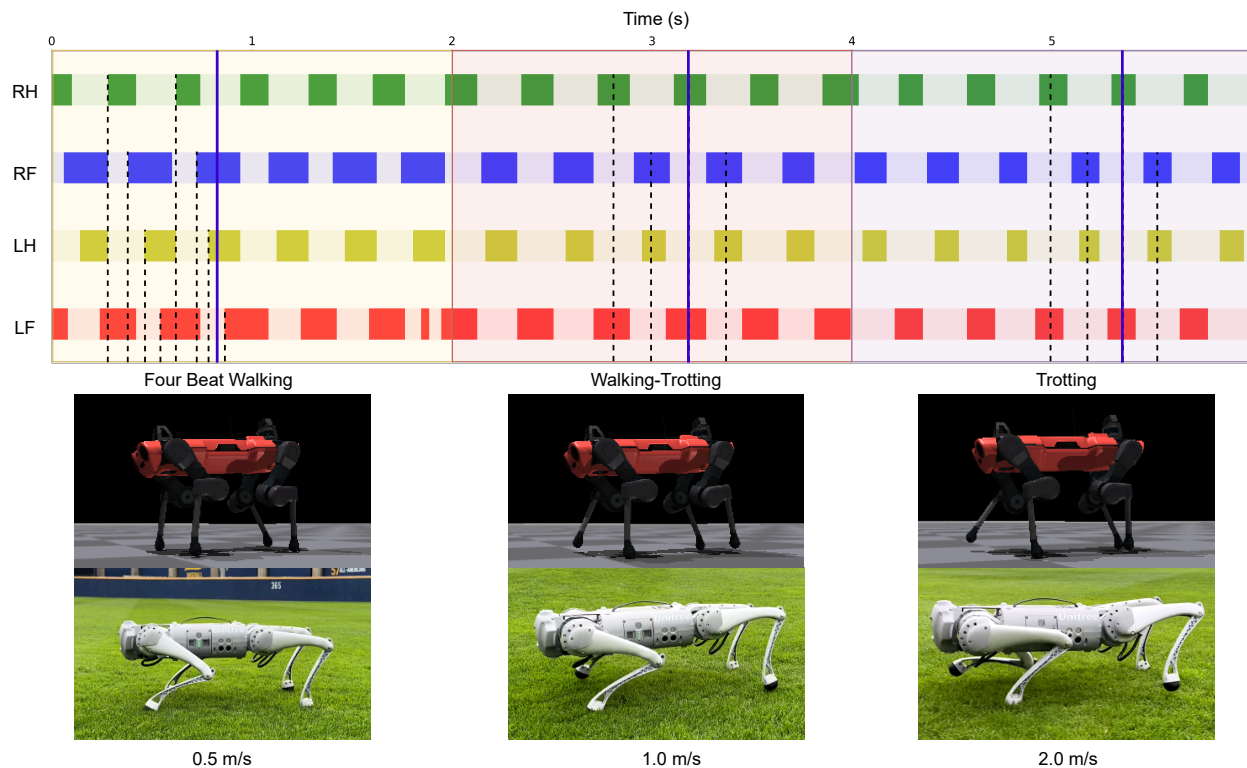 Time (s)
0 1 2 3 4 5
RH
RF
LH
LF
Four Beat Walking Walking-Trotting Trotting
365
Unitree
0.5 m/s 1.0 m/s 2.0 m/s